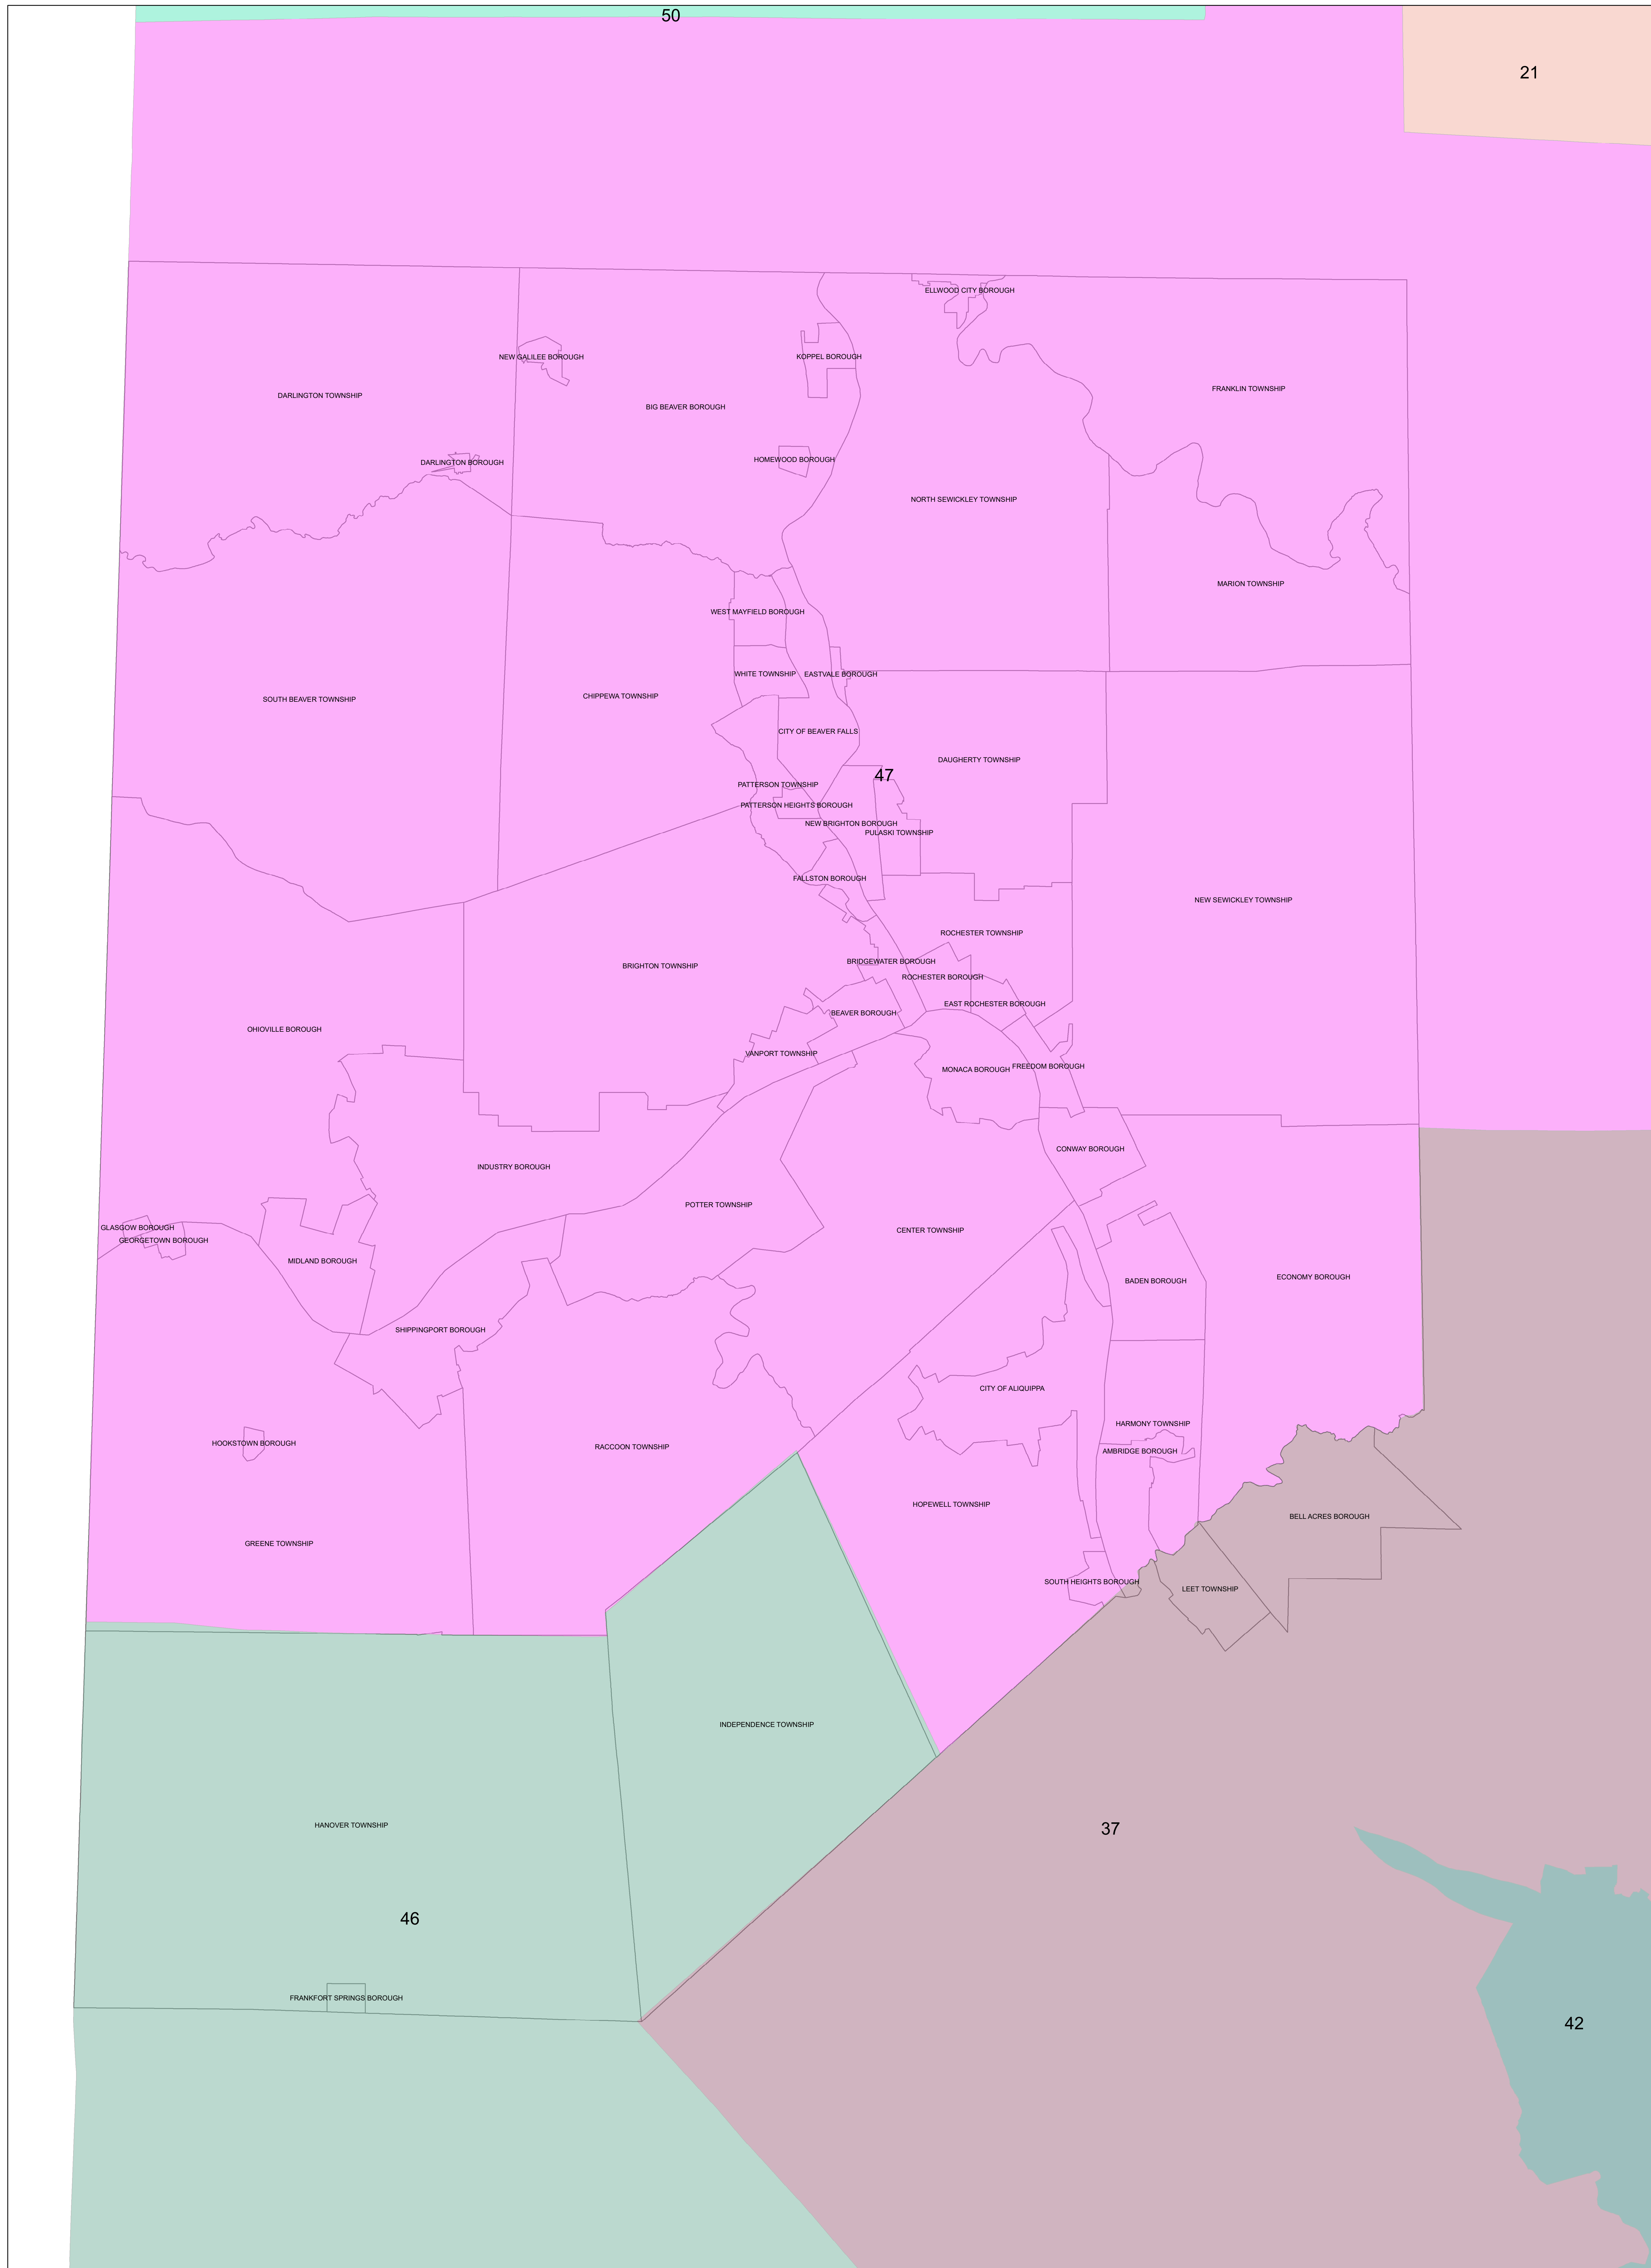 50
21
ELLWOOD CITY BOROUGH
NEW GALILEE BOROUGH
KOPPEL BOROUGH
FRANKLIN TOWNSHIP
DARLINGTON TOWNSHIP
BIG BEAVER BOROUGH
DARLINGTON BOROUGH
HOMEWOOD BOROUGH
NORTH SEWICKLEY TOWNSHIP
MARION TOWNSHIP
WEST MAYFIELD BOROUGH
WHITE TOWNSHIP
EASTVALE BOROUGH
SOUTH BEAVER TOWNSHIP
CHIPPEWA TOWNSHIP
CITY OF BEAVER FALLS
DAUGHERTY TOWNSHIP
47
PATTERSON TOWNSHIP
PATTERSON HEIGHTS BOROUGH
NEW BRIGHTON BOROUGH
PULASKI TOWNSHIP
FALLSTON BOROUGH
NEW SEWICKLEY TOWNSHIP
ROCHESTER TOWNSHIP
BRIGHTON TOWNSHIP
BRIDGEWATER BOROUGH
ROCHESTER BOROUGH
EAST ROCHESTER BOROUGH
BEAVER BOROUGH
OHIOVILLE BOROUGH
VANPORT TOWNSHIP
MONACA BOROUGH
FREEDOM BOROUGH
CONWAY BOROUGH
INDUSTRY BOROUGH
POTTER TOWNSHIP
GLASGOW BOROUGH
CENTER TOWNSHIP
GEORGETOWN BOROUGH
MIDLAND BOROUGH
ECONOMY BOROUGH
BADEN BOROUGH
SHIPPINGPORT BOROUGH
CITY OF ALIQUIPPA
HARMONY TOWNSHIP
HOOKSTOWN BOROUGH
RACCOON TOWNSHIP
AMBRIDGE BOROUGH
HOPEWELL TOWNSHIP
BELL ACRES BOROUGH
GREENE TOWNSHIP
SOUTH HEIGHTS BOROUGH
LEET TOWNSHIP
INDEPENDENCE TOWNSHIP
HANOVER TOWNSHIP
37
46
FRANKFORT SPRINGS BOROUGH
42